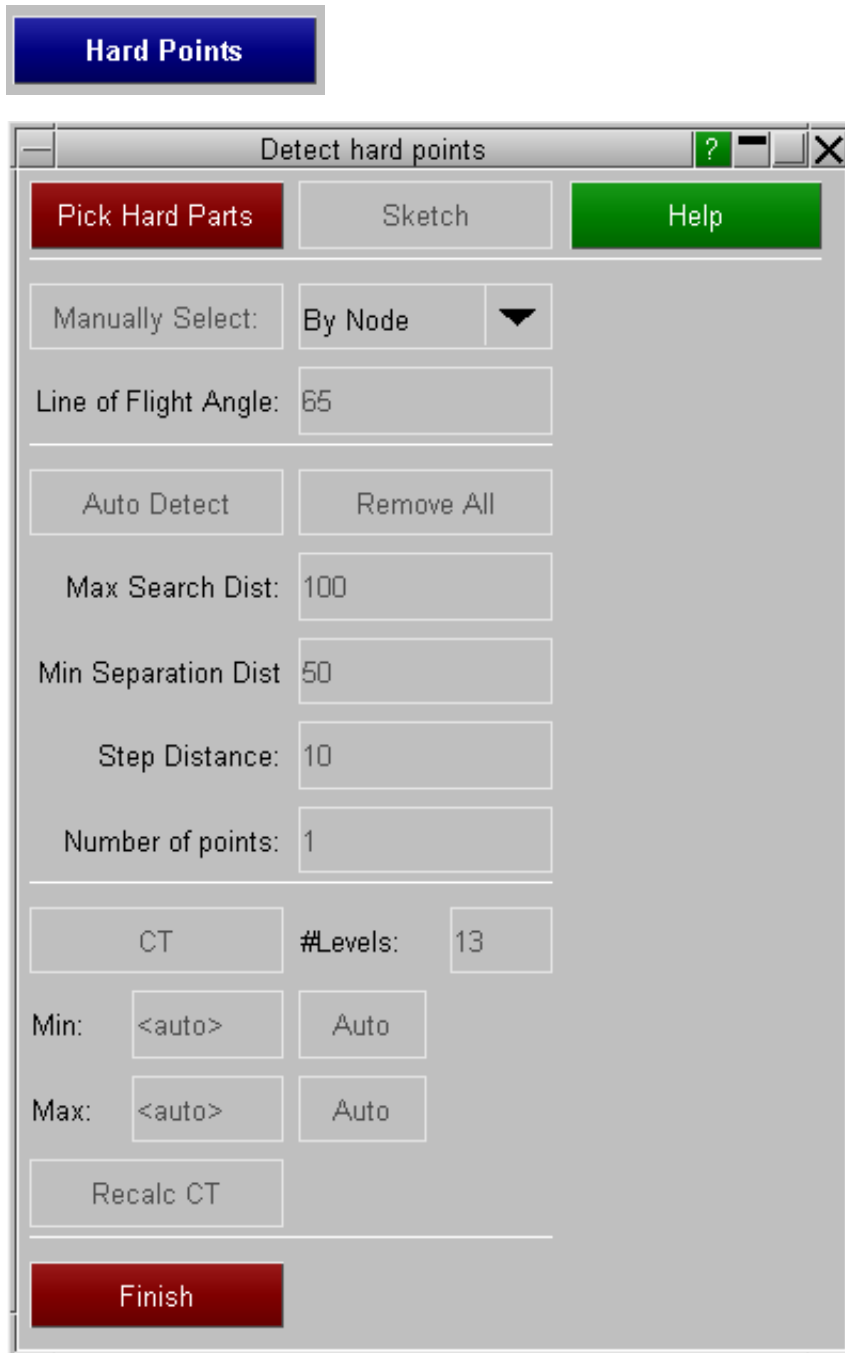 Hard Points
Detect hard points ?
Pick Hard Parts Sketch Help
Manually Select: By Node
Line of Flight Angle: 65
Auto Detect Remove All
Max Search Dist: 100
Min Separation Dist 50
Step Distance: 10
Number of points: 1
CT #Levels: 13
Min: <auto> Auto
Max: <auto> Auto
Recalc CT
Finish